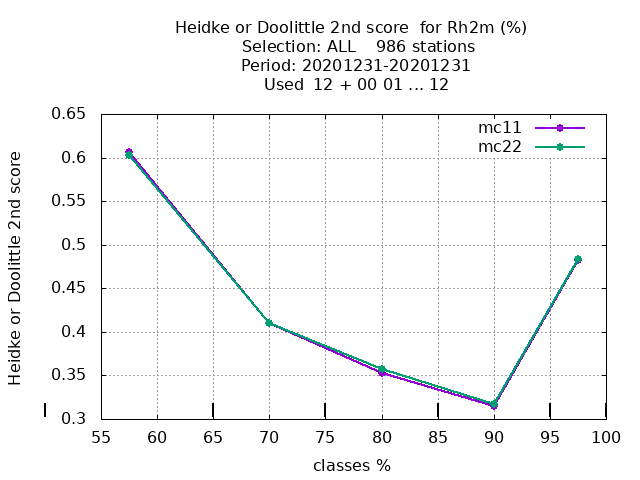 Heidke or Doolittle 2nd score  for Rh2m (%)
Selection: ALL    986 stations
Period: 20201231-20201231
Used  12 + 00 01 ... 12
mc11
mc22
Heidke or Doolittle 2nd score
0.65
0.6
0.55
0.5
0.45
0.4
0.35
0.3
55 60 65 70 75 80 85 90 95 100
classes %